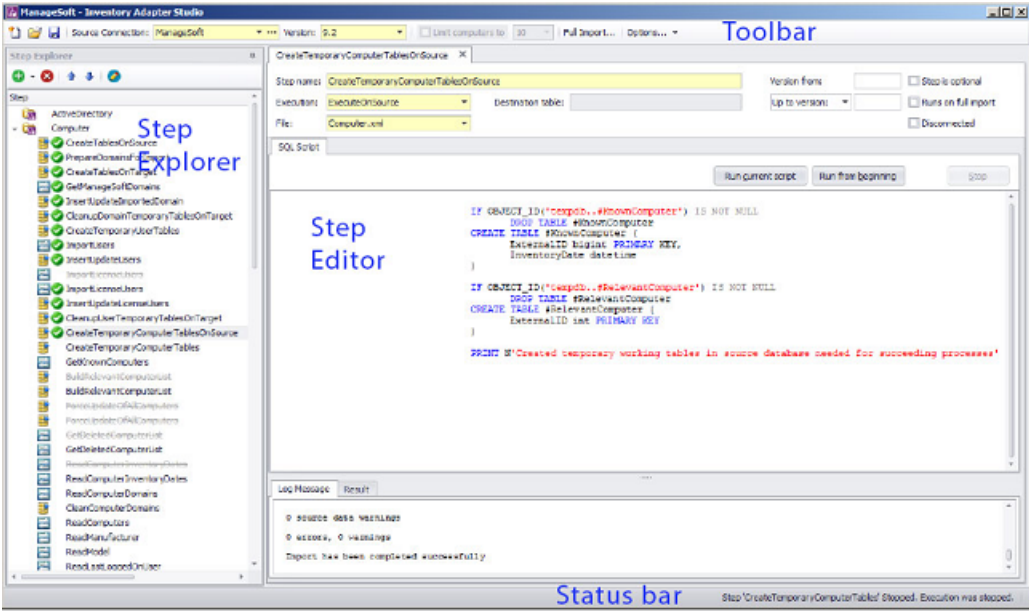 ManageSoft - Inventory Adapter Studio
Source Connection: ManageSoft Version: 9.2 Limit computers to 10 Full Import... Options... Toolbar
Step Explorer
Step
ActiveDirectory
Computer
CreateTablesOnSource
PrepareDomainsForImport
CreateTablesOnTarget
GetManageSoftDomains
InsertUpdateImportedDomain
CleanupDomainTemporaryTablesOnTarget
CreateTemporaryUserTables
ImportUsers
InsertUpdateUsers
ImportLicenseUsers
ImportLicenseUsers
InsertUpdateLicenseUsers
CleanupUserTemporaryTablesOnTarget
CreateTemporaryComputerTablesOnSource
CreateTemporaryComputerTables
GetKnownComputers
BuildRelevantComputerList
BuildRelevantComputerList
ForceUpdateOfAllComputers
ForceUpdateOfAllComputers
GetDeletedComputerList
GetDeletedComputerList
ReadComputerInventoryDates
ReadComputerInventoryDates
ReadComputerDomains
CleanComputerDomains
ReadComputers
ReadManufacturer
ReadModel
ReadLastLoggedOnUser
Step
Explorer
CreateTemporaryComputerTablesOnSource
Step name: CreateTemporaryComputerTablesOnSource Version from: Step is optional
Execution: ExecuteOnSource Destination table: Up to version: Runs on full import
File: Computer.xml Disconnected
SQL Script
Run current script Run from beginning Stop
Step
Editor
IF OBJECT_ID('tempdb..#KnownComputer') IS NOT NULL
DROP TABLE #KnownComputer
CREATE TABLE #KnownComputer (
ExternalID bigint PRIMARY KEY,
InventoryDate datetime
)
IF OBJECT_ID('tempdb..#RelevantComputer') IS NOT NULL
DROP TABLE #RelevantComputer
CREATE TABLE #RelevantComputer (
ExternalID int PRIMARY KEY
)
PRINT N'Created temporary working tables in source database needed for succeeding processes'
Log Message Result
0 source data warnings
0 errors, 0 warnings
Import has been completed successfully
Status bar
Step 'CreateTemporaryComputerTables' Stopped. Execution was stopped.